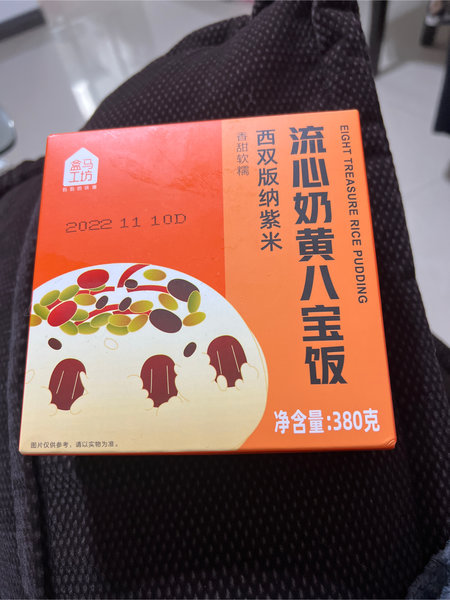 盒马
工坊
2022 11 10D
香甜软糯
西双版纳紫米
流心奶黄八宝饭
EIGHT TREASURE RICE PUDDING
净含量:380克
图片仅供参考，请以实物为准。